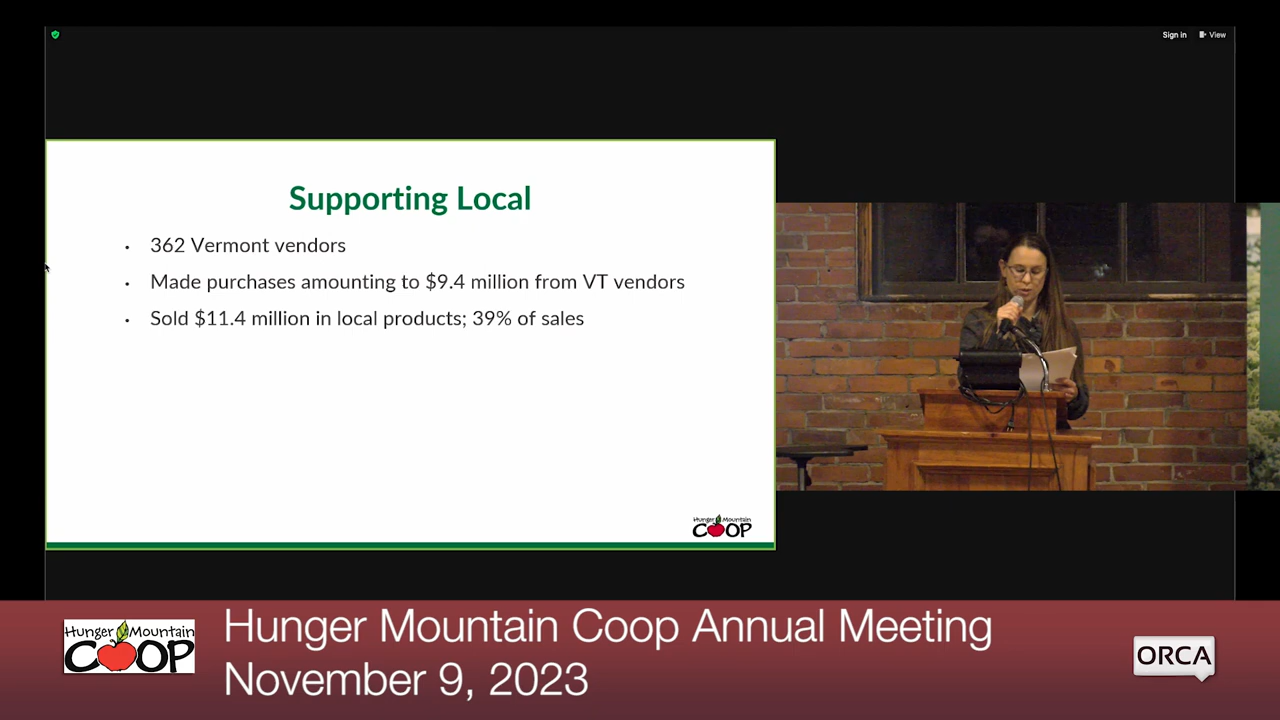 Sign in View
Supporting Local
• 362 Vermont vendors
• Made purchases amounting to $9.4 million from VT vendors
• Sold $11.4 million in local products; 39% of sales
Hunger Mountain
COOP
Hunger Mountain
COOP
Hunger Mountain Coop Annual Meeting
November 9, 2023
ORCA